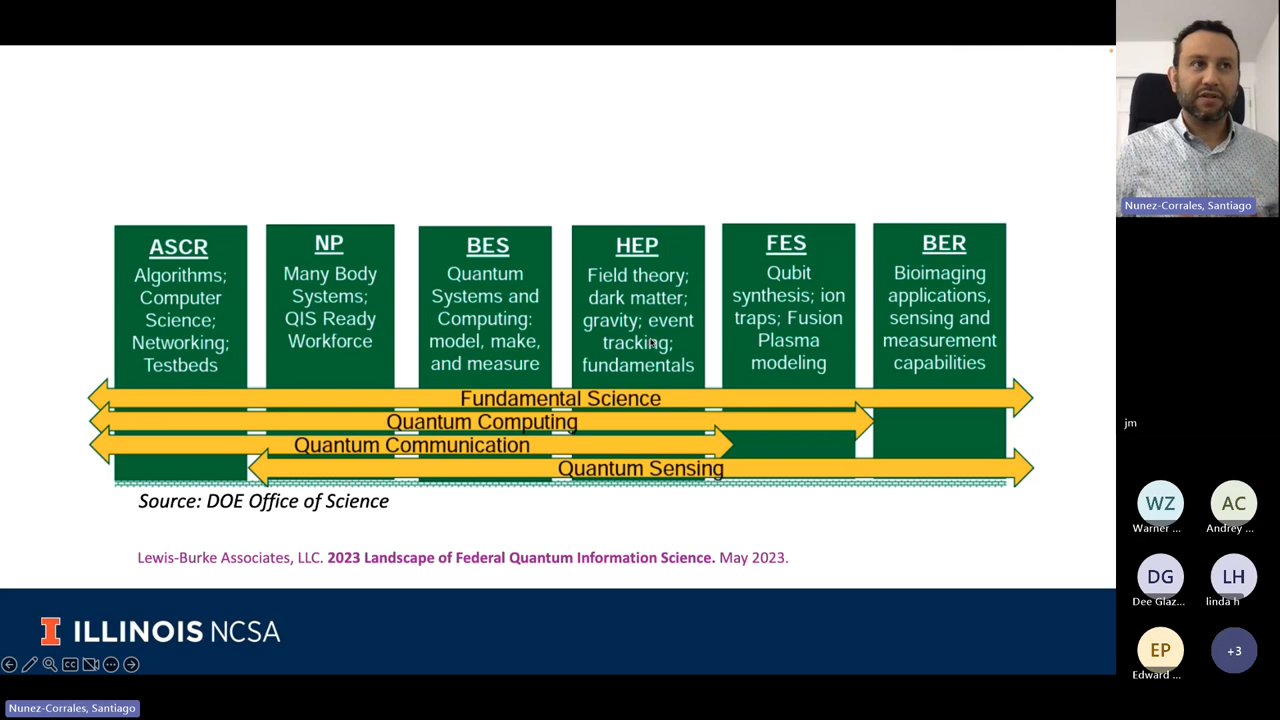 ASCR
Algorithms;
Computer
Science;
Networking;
Testbeds
NP
Many Body
Systems;
QIS Ready
Workforce
BES
Quantum
Systems and
Computing:
model, make,
and measure
HEP
Field theory;
dark matter;
gravity; event
tracking;
fundamentals
FES
Qubit
synthesis; ion
traps; Fusion
Plasma
modeling
BER
Bioimaging
applications,
sensing and
measurement
capabilities
Fundamental Science
Quantum Computing
Quantum Communication
Quantum Sensing
Source: DOE Office of Science
Lewis-Burke Associates, LLC. 2023 Landscape of Federal Quantum Information Science. May 2023.
I ILLINOIS NCSA
CC
Nunez-Corrales, Santiago
Nunez-Corrales, Santiago
jm
WZ
Warner ...
AC
Andrey ...
DG
Dee Glaz...
LH
linda h
EP
Edward ...
+3